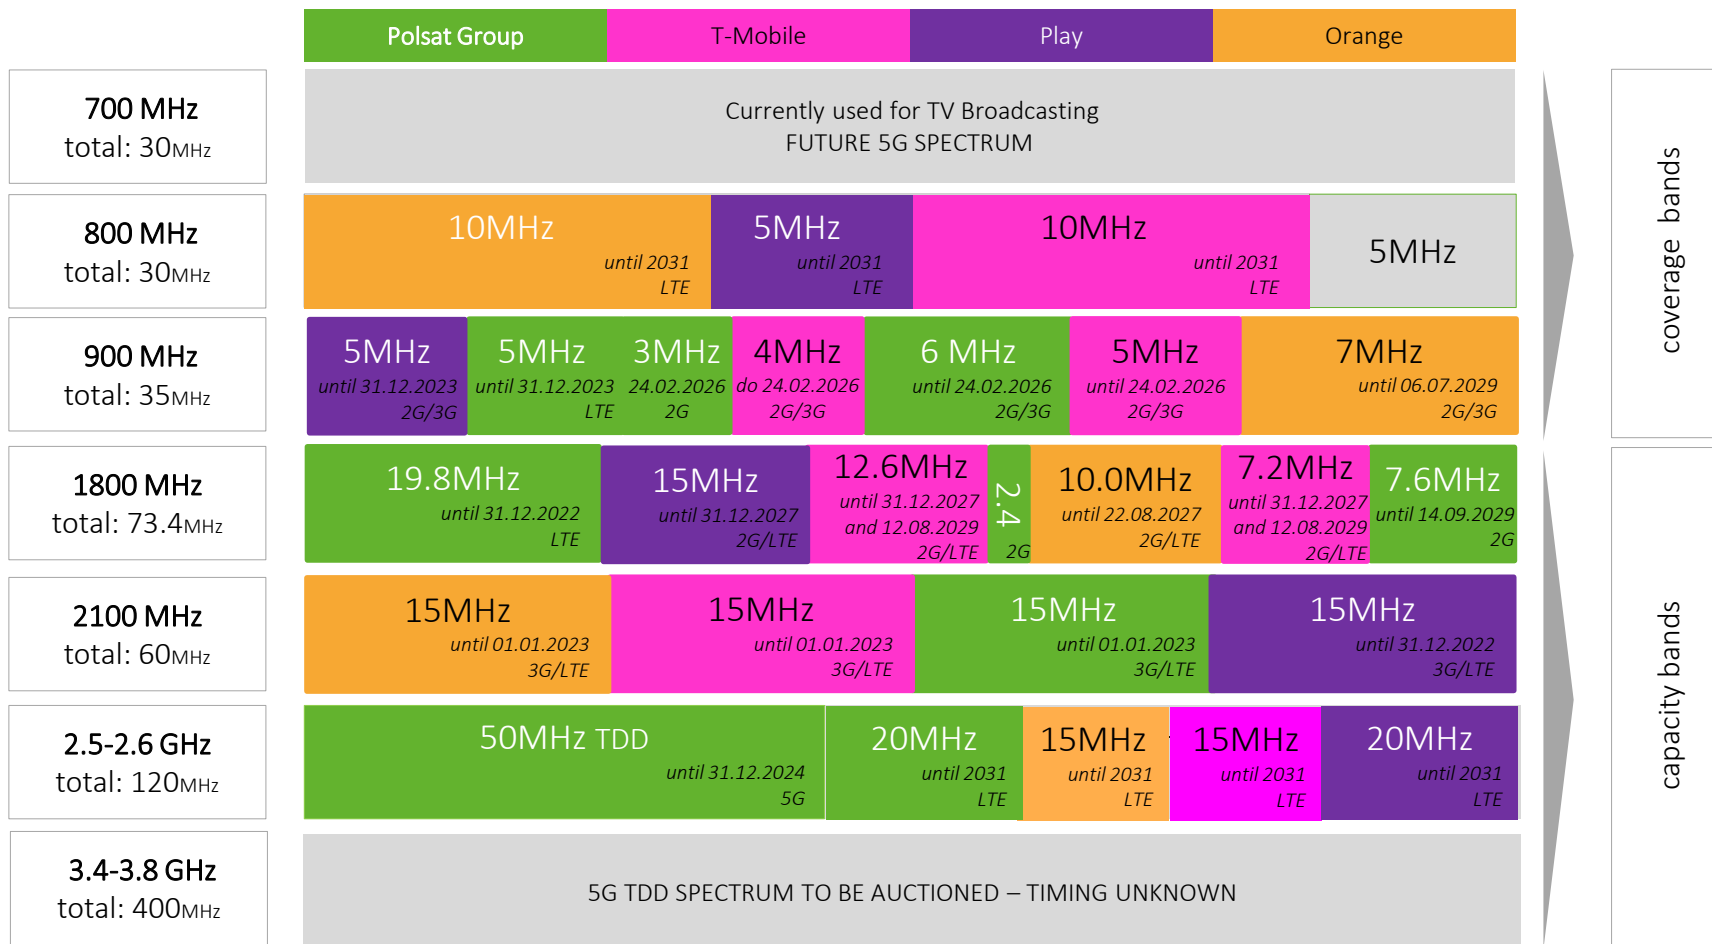 Polsat Group
T-Mobile
Play
Orange
700 MHz
total: 30MHz
Currently used for TV Broadcasting
FUTURE 5G SPECTRUM
800 MHz
total: 30MHz
10MHz
until 2031
LTE
5MHz
until 2031
LTE
10MHz
until 2031
LTE
5MHz
900 MHz
total: 35MHz
5MHz
until 31.12.2023
2G/3G
5MHz
until 31.12.2023
LTE
3MHz
24.02.2026
2G
4MHz
do 24.02.2026
2G/3G
6 MHz
until 24.02.2026
2G/3G
5MHz
until 24.02.2026
2G/3G
7MHz
until 06.07.2029
2G/3G
coverage bands
1800 MHz
total: 73.4MHz
19.8MHz
until 31.12.2022
LTE
15MHz
until 31.12.2027
2G/LTE
12.6MHz
until 31.12.2027
and 12.08.2029
2G/LTE
2.4
2G
10.0MHz
until 22.08.2027
2G/LTE
7.2MHz
until 31.12.2027
and 12.08.2029
2G/LTE
7.6MHz
until 14.09.2029
2G
2100 MHz
total: 60MHz
15MHz
until 01.01.2023
3G/LTE
15MHz
until 01.01.2023
3G/LTE
15MHz
until 01.01.2023
3G/LTE
15MHz
until 31.12.2022
3G/LTE
2.5-2.6 GHz
total: 120MHz
50MHz TDD
until 31.12.2024
5G
20MHz
until 2031
LTE
15MHz
until 2031
LTE
15MHz
until 2031
LTE
20MHz
until 2031
LTE
3.4-3.8 GHz
total: 400MHz
5G TDD SPECTRUM TO BE AUCTIONED – TIMING UNKNOWN
capacity bands